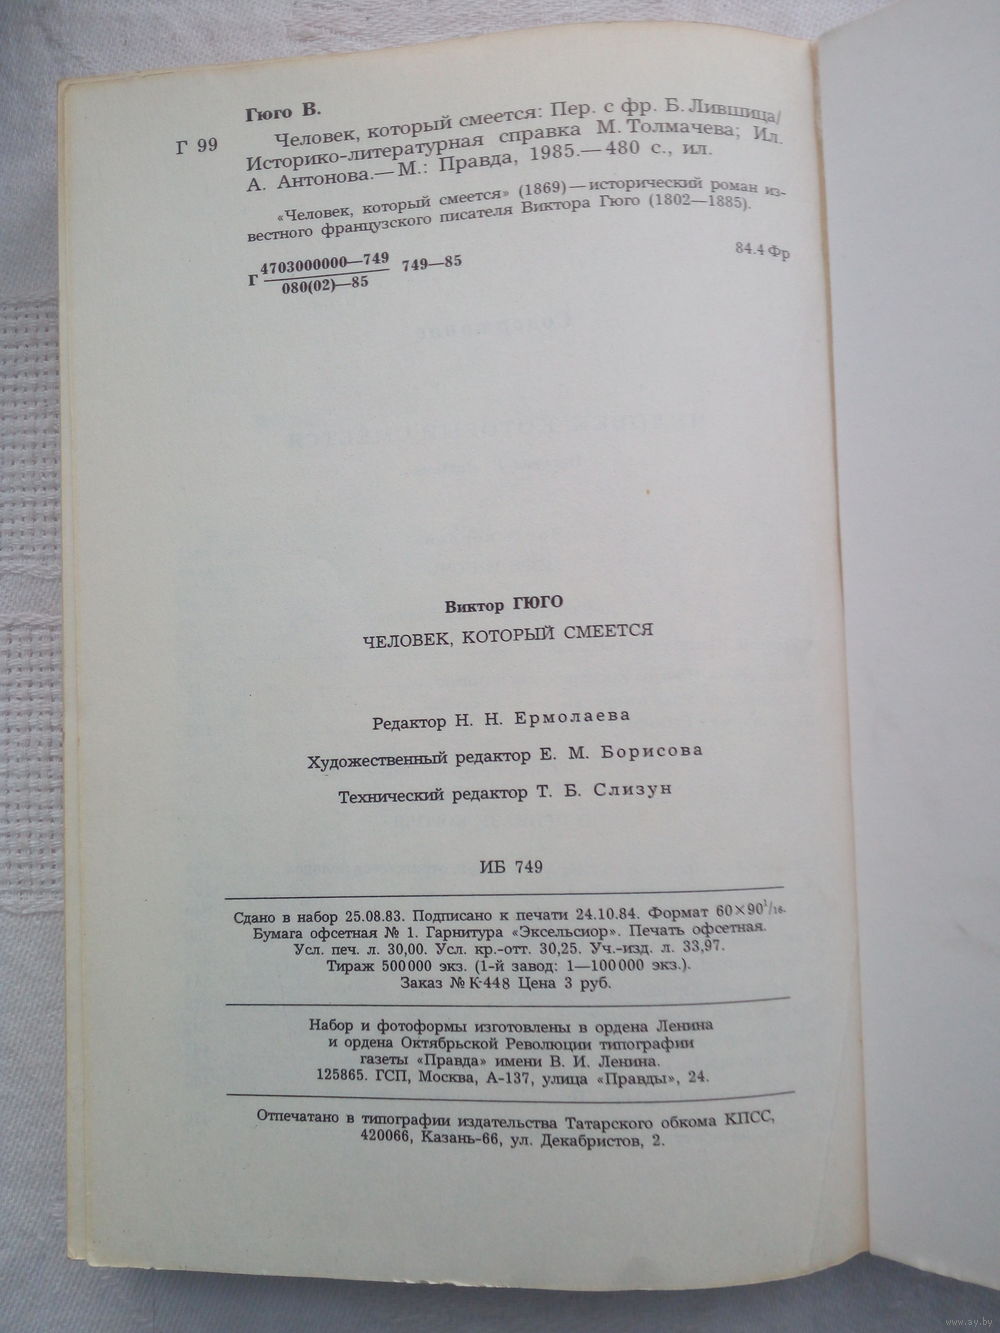 Гюго В.
Г 99
Человек, который смеется: Пер. с фр. Б. Лившица/
Историко-литературная справка М. Толмачева; Ил.
А. Антонова.— М.: Правда, 1985.— 480 с., ил.
«Человек, который смеется» (1869) — исторический роман из-
вестного французского писателя Виктора Гюго (1802—1885).
Г 4703000000—749 749—85
080(02)—85
84.4 Фр
Виктор ГЮГО
ЧЕЛОВЕК, КОТОРЫЙ СМЕЕТСЯ
Редактор Н. Н. Ермолаева
Художественный редактор Е. М. Борисова
Технический редактор Т. Б. Слизун
ИБ 749
Сдано в набор 25.08.83. Подписано к печати 24.10.84. Формат 60×90¹/₁₆.
Бумага офсетная № 1. Гарнитура «Эксельсиор». Печать офсетная.
Усл. печ. л. 30,00. Усл. кр.-отт. 30,25. Уч.-изд. л. 33,97.
Тираж 500 000 экз. (1-й завод: 1—100 000 экз.).
Заказ № К-448 Цена 3 руб.
Набор и фотоформы изготовлены в ордена Ленина
и ордена Октябрьской Революции типографии
газеты «Правда» имени В. И. Ленина.
125865. ГСП, Москва, А-137, улица «Правды», 24.
Отпечатано в типографии издательства Татарского обкома КПСС,
420066, Казань-66, ул. Декабристов, 2.
www.ay.by